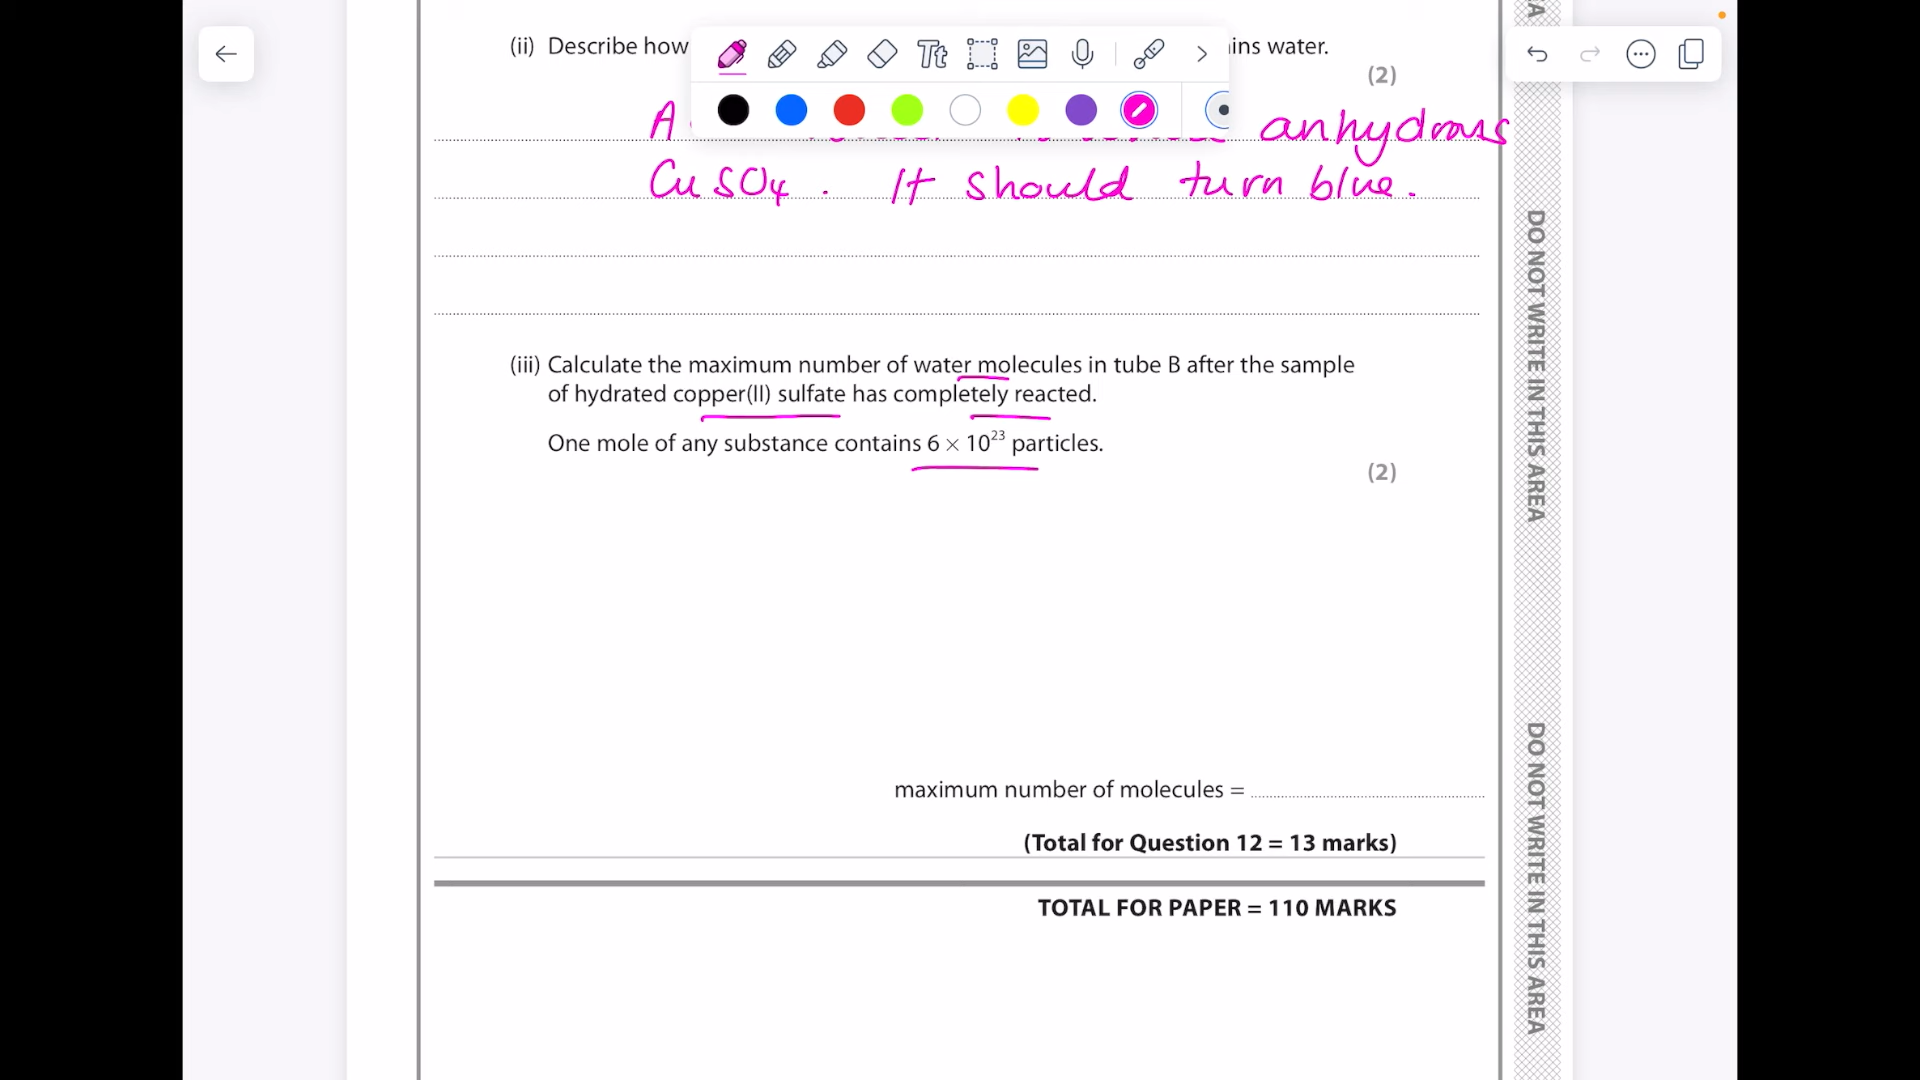 (ii) Describe how ins water.
(2)
A anhydrous
CuSO4. It should turn blue.
(iii) Calculate the maximum number of water molecules in tube B after the sample
of hydrated copper(II) sulfate has completely reacted.
One mole of any substance contains 6 × 10²³ particles.
(2)
maximum number of molecules =
(Total for Question 12 = 13 marks)
TOTAL FOR PAPER = 110 MARKS
Tt
A
DO NOT WRITE IN THIS AREA
DO NOT WRITE IN THIS AREA